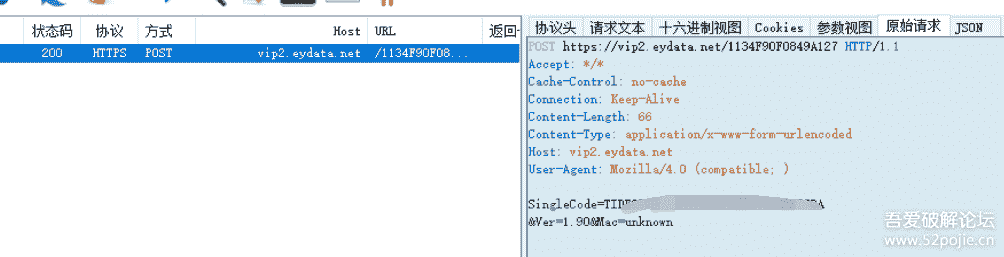 状态码 协议 方式 Host URL 返回
200 HTTPS POST vip2.eydata.net /1134F90F08...
协议头 请求文本 十六进制视图 Cookies 参数视图 原始请求 JSON
POST https://vip2.eydata.net/1134F90F0849A127 HTTP/1.1
Accept: */*
Cache-Control: no-cache
Connection: Keep-Alive
Content-Length: 66
Content-Type: application/x-www-form-urlencoded
Host: vip2.eydata.net
User-Agent: Mozilla/4.0 (compatible; )
&Ver=1.90&Mac=unknown
吾爱破解论坛
www.52pojie.cn